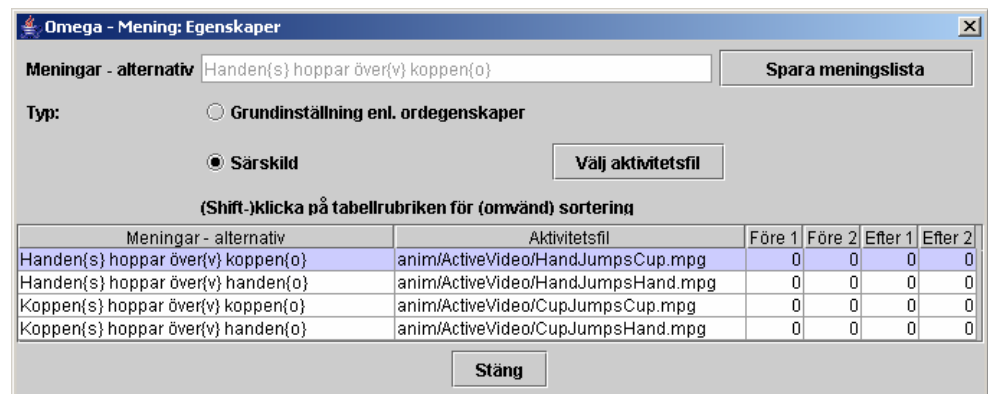 Omega - Mening: Egenskaper
Meningar - alternativ Handen{s} hoppar över{v} koppen{o} Spara meningslista
Typ: Grundinställning enl. ordegenskaper
Särskild Välj aktivitetsfil
(Shift-)klicka på tabellrubriken för (omvänd) sortering
Meningar - alternativ Aktivitetsfil Före 1 Före 2 Efter 1 Efter 2
Handen{s} hoppar över{v} koppen{o} anim/ActiveVideo/HandJumpsCup.mpg 0 0 0 0
Handen{s} hoppar över{v} handen{o} anim/ActiveVideo/HandJumpsHand.mpg 0 0 0 0
Koppen{s} hoppar över{v} koppen{o} anim/ActiveVideo/CupJumpsCup.mpg 0 0 0 0
Koppen{s} hoppar över{v} handen{o} anim/ActiveVideo/CupJumpsHand.mpg 0 0 0 0
Stäng